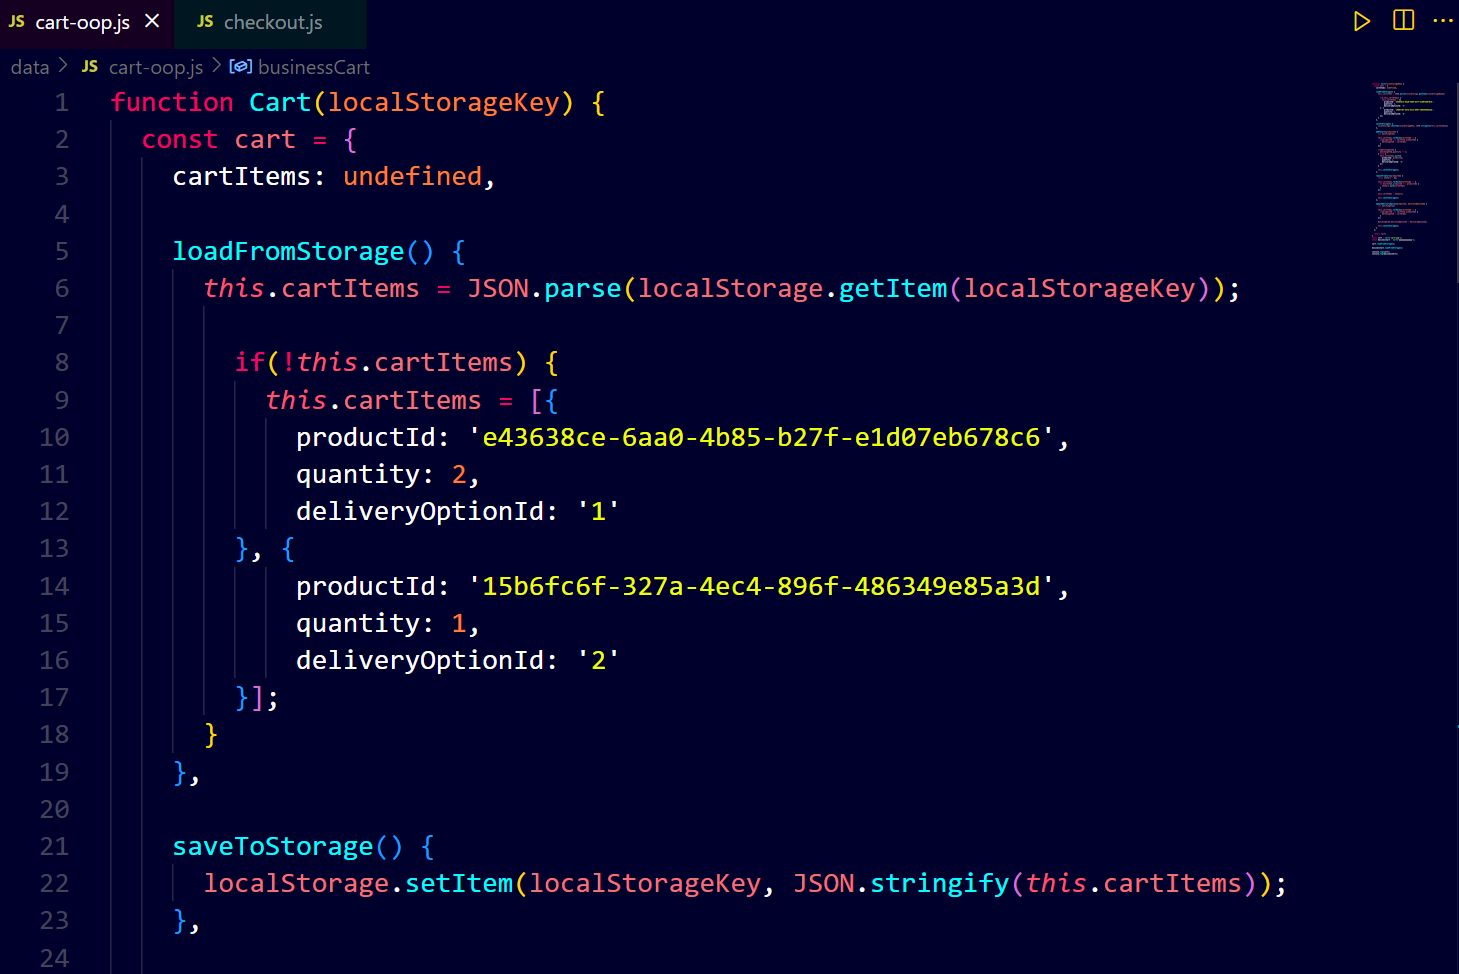 JS cart-oop.js × JS checkout.js ...
data > JS cart-oop.js > businessCart
1 function Cart(localStorageKey) {
2 const cart = {
3 cartItems: undefined,
4
5 loadFromStorage() {
6 this.cartItems = JSON.parse(localStorage.getItem(localStorageKey));
7
8 if(!this.cartItems) {
9 this.cartItems = [{
10 productId: 'e43638ce-6aa0-4b85-b27f-e1d07eb678c6',
11 quantity: 2,
12 deliveryOptionId: '1'
13 }, {
14 productId: '15b6fc6f-327a-4ec4-896f-486349e85a3d',
15 quantity: 1,
16 deliveryOptionId: '2'
17 }];
18 }
19 },
20
21 saveToStorage() {
22 localStorage.setItem(localStorageKey, JSON.stringify(this.cartItems));
23 },
24